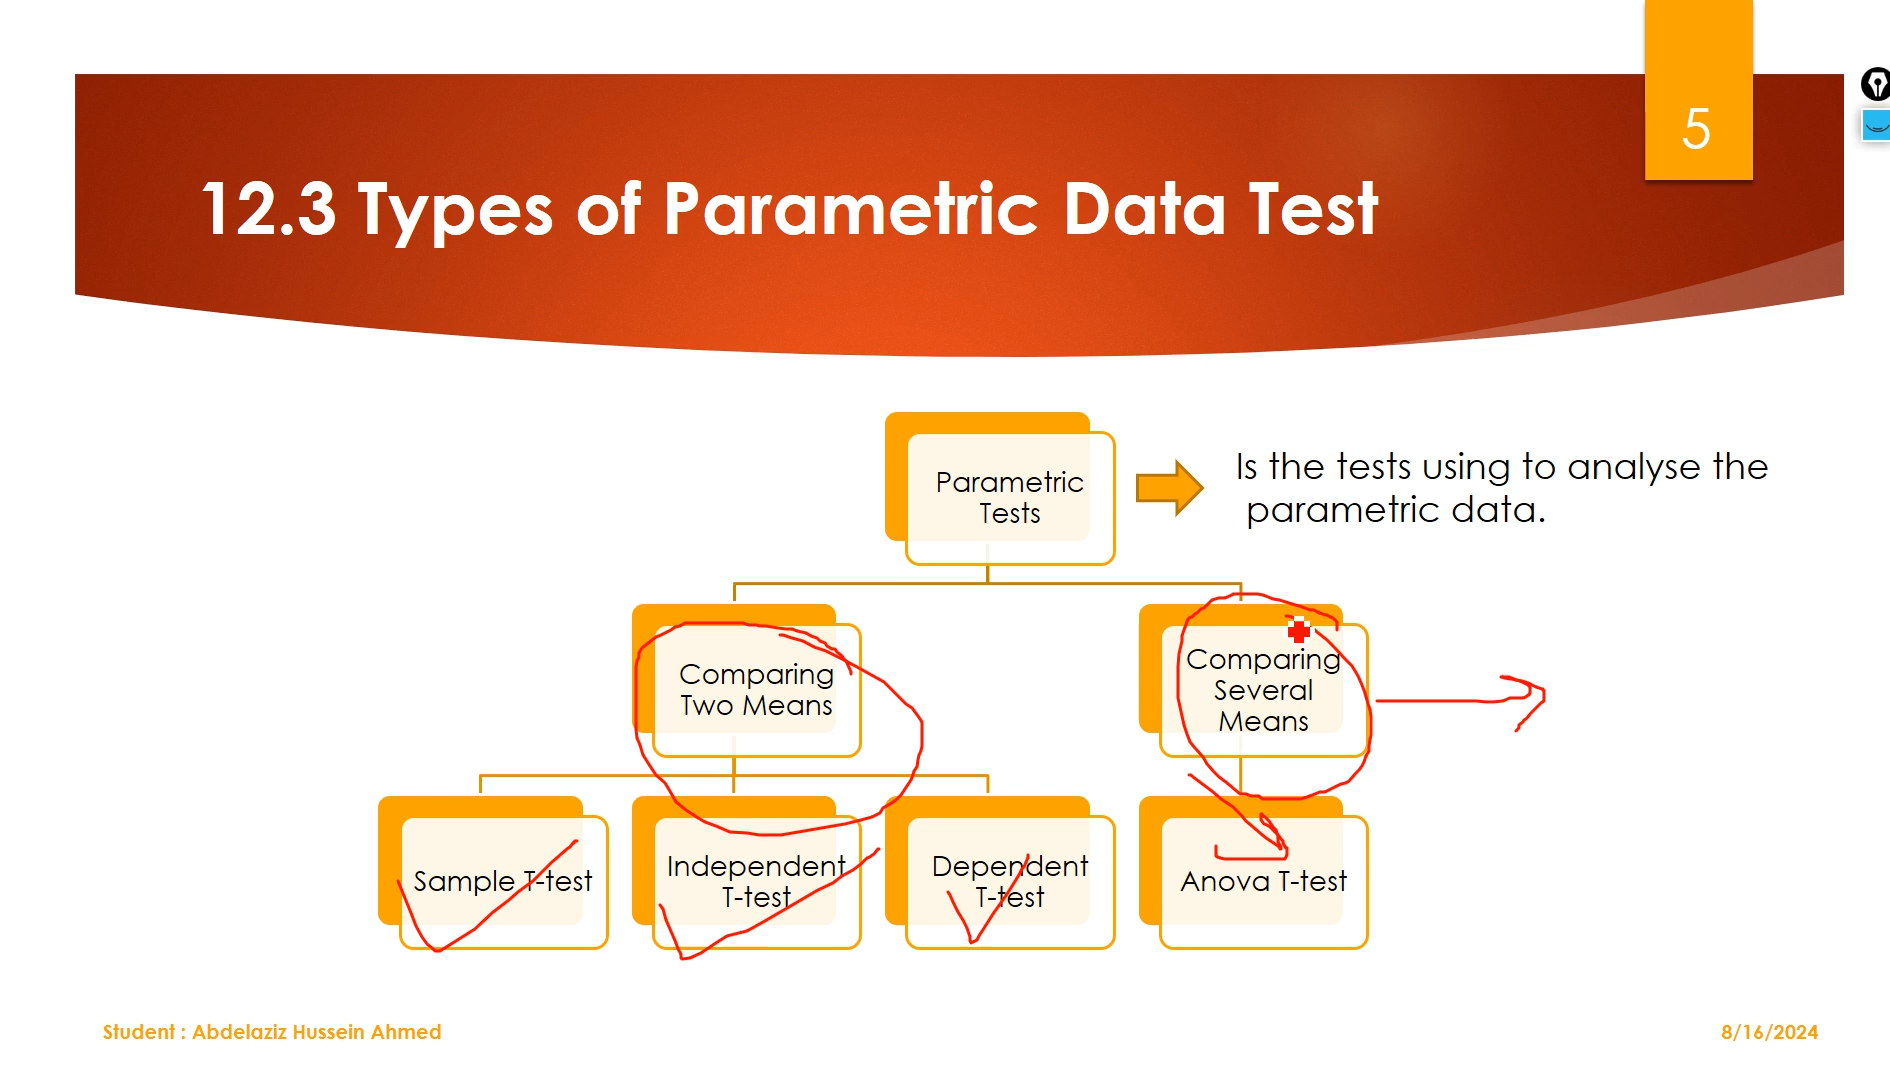 5
12.3 Types of Parametric Data Test
Parametric
Tests
Is the tests using to analyse the
parametric data.
Comparing
Two Means
Comparing
Several
Means
Sample T-test
Independent
T-test
Dependent
T-test
Anova T-test
Student : Abdelaziz Hussein Ahmed
8/16/2024